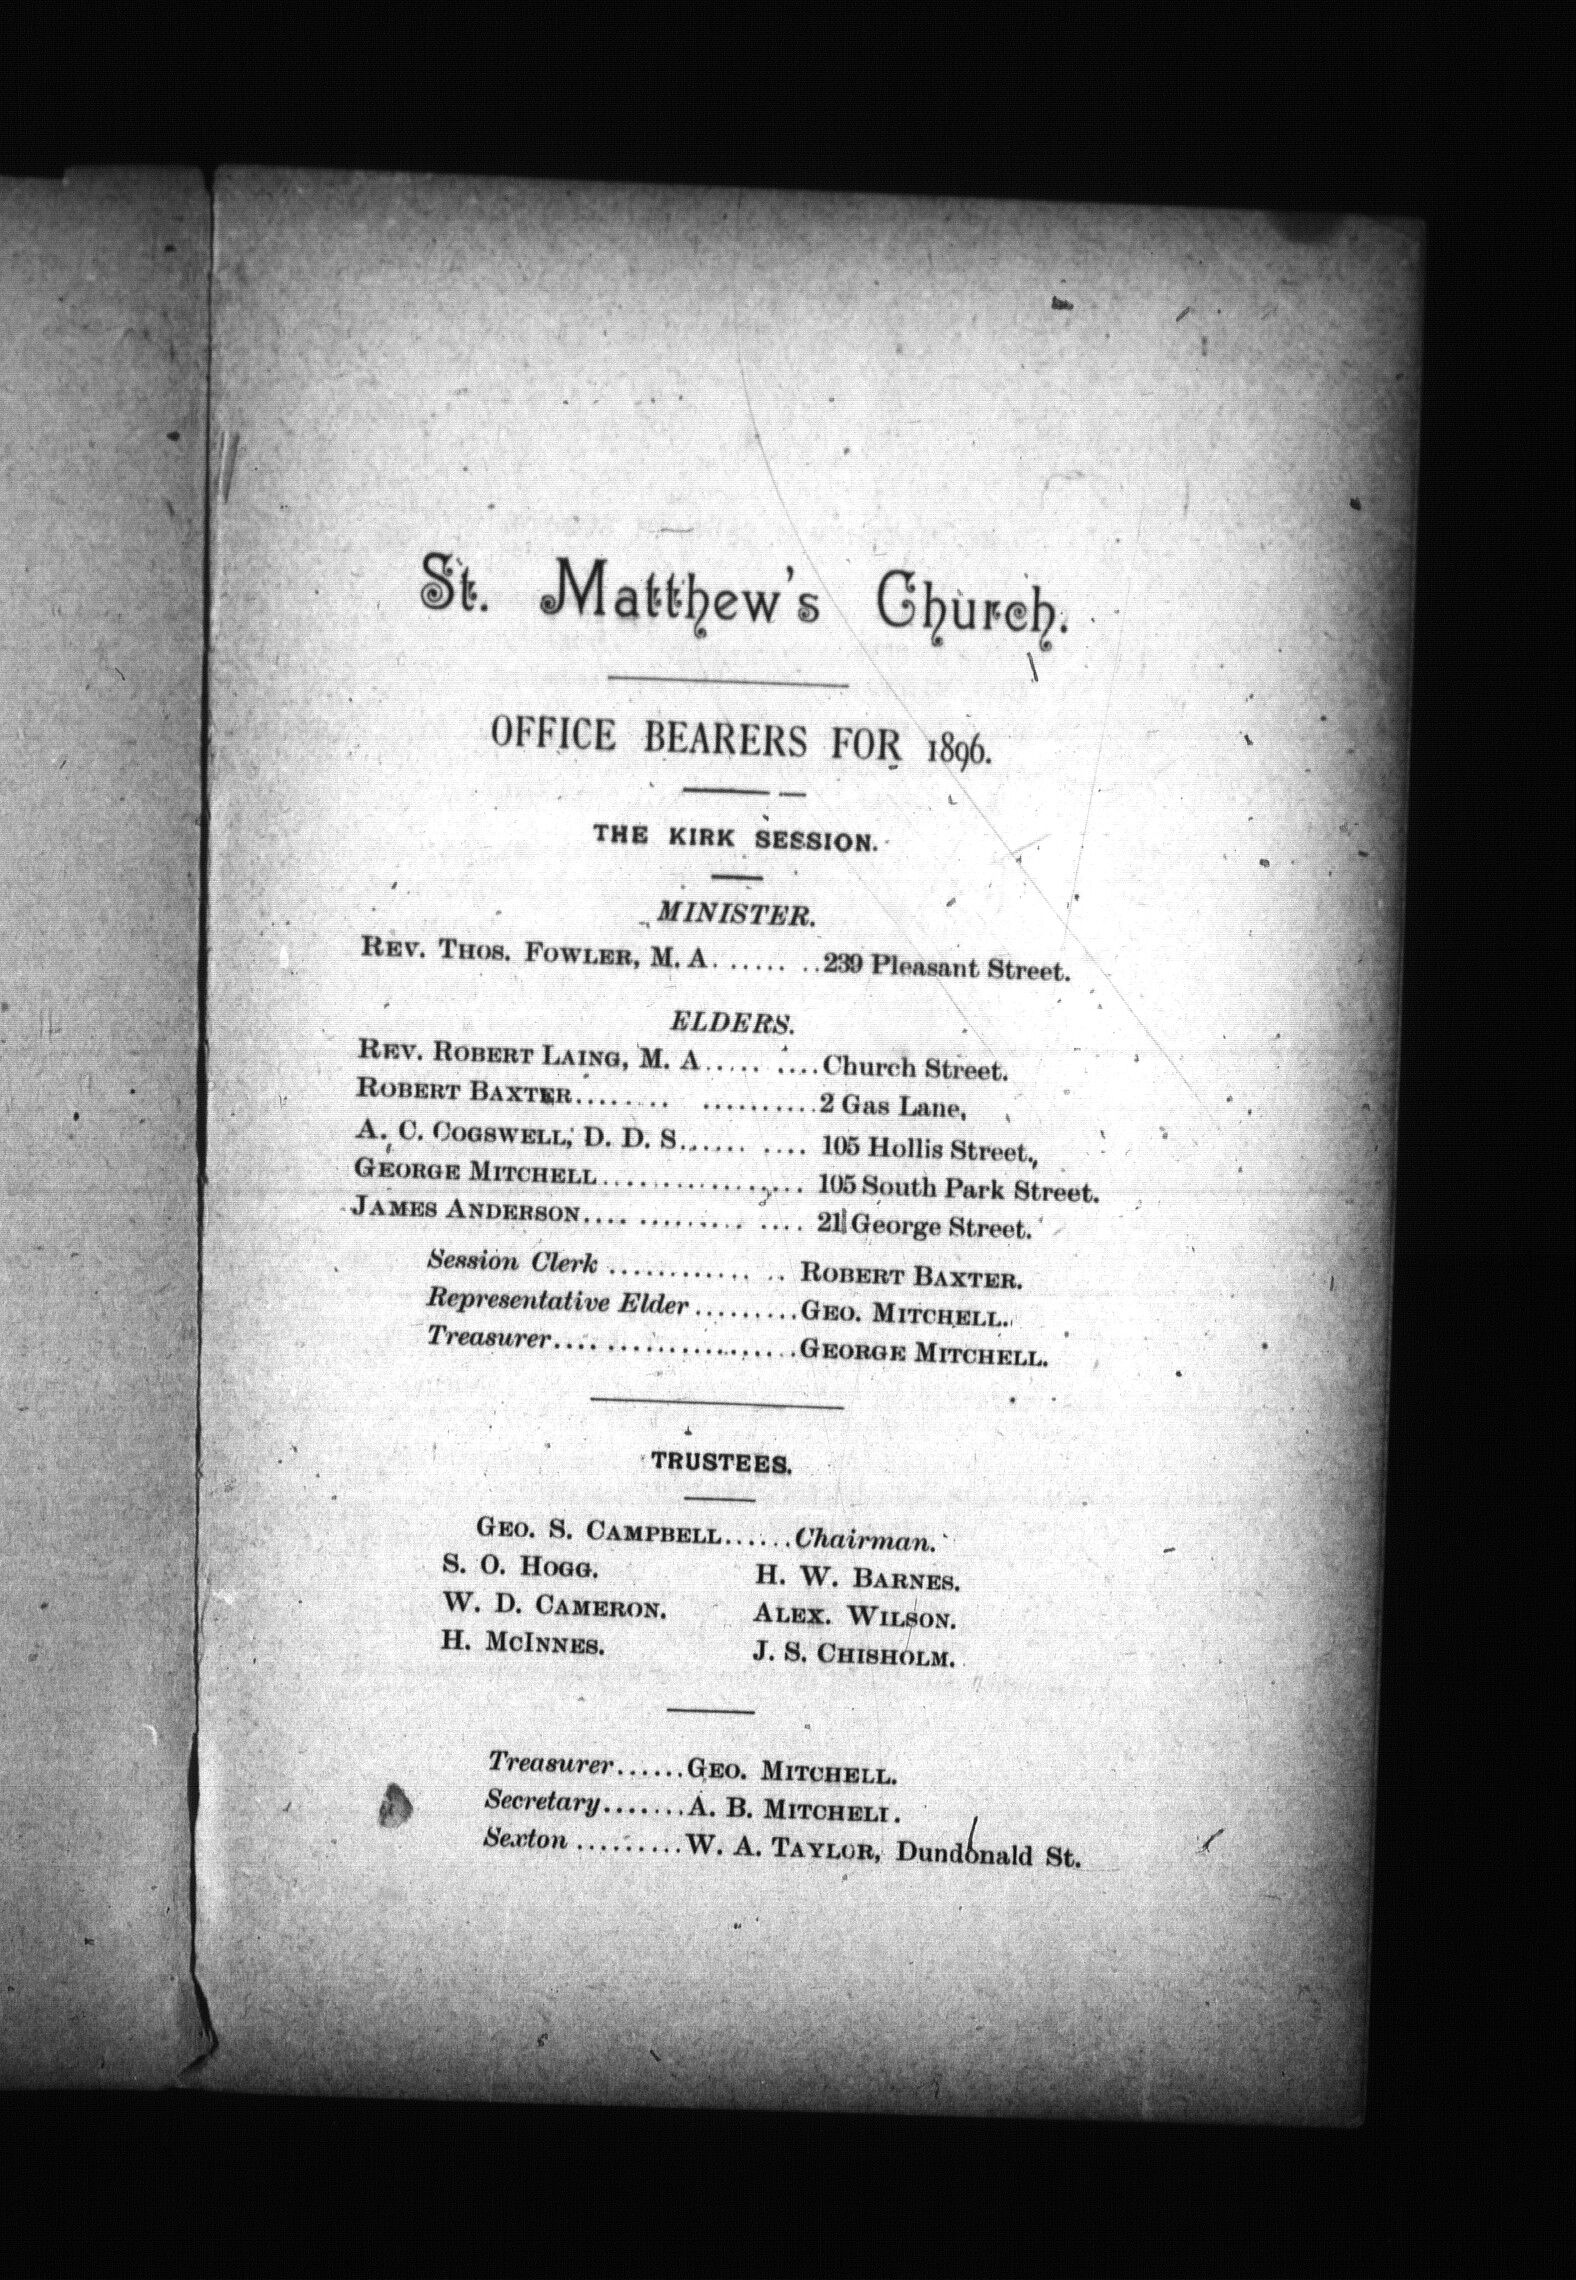 St. Matthew's Church.
OFFICE BEARERS FOR 1896.
THE KIRK SESSION.
MINISTER.
REV. THOS. FOWLER, M. A. ...... ..239 Pleasant Street.
ELDERS.
REV. ROBERT LAING, M. A..... ....Church Street.
ROBERT BAXTER........ ..........2 Gas Lane,
A. C. COGSWELL, D. D. S...... .... 105 Hollis Street.,
GEORGE MITCHELL................. 105 South Park Street.
JAMES ANDERSON.... ......... .... 21 George Street.
Session Clerk ............ .. ROBERT BAXTER.
Representative Elder .........GEO. MITCHELL.
Treasurer.... ................GEORGE MITCHELL.
TRUSTEES.
GEO. S. CAMPBELL......Chairman.
S. O. HOGG. H. W. BARNES.
W. D. CAMERON. ALEX. WILSON.
H. MCINNES. J. S. CHISHOLM.
Treasurer......GEO. MITCHELL.
Secretary.......A. B. MITCHELL.
Sexton .........W. A. TAYLOR, Dundonald St.